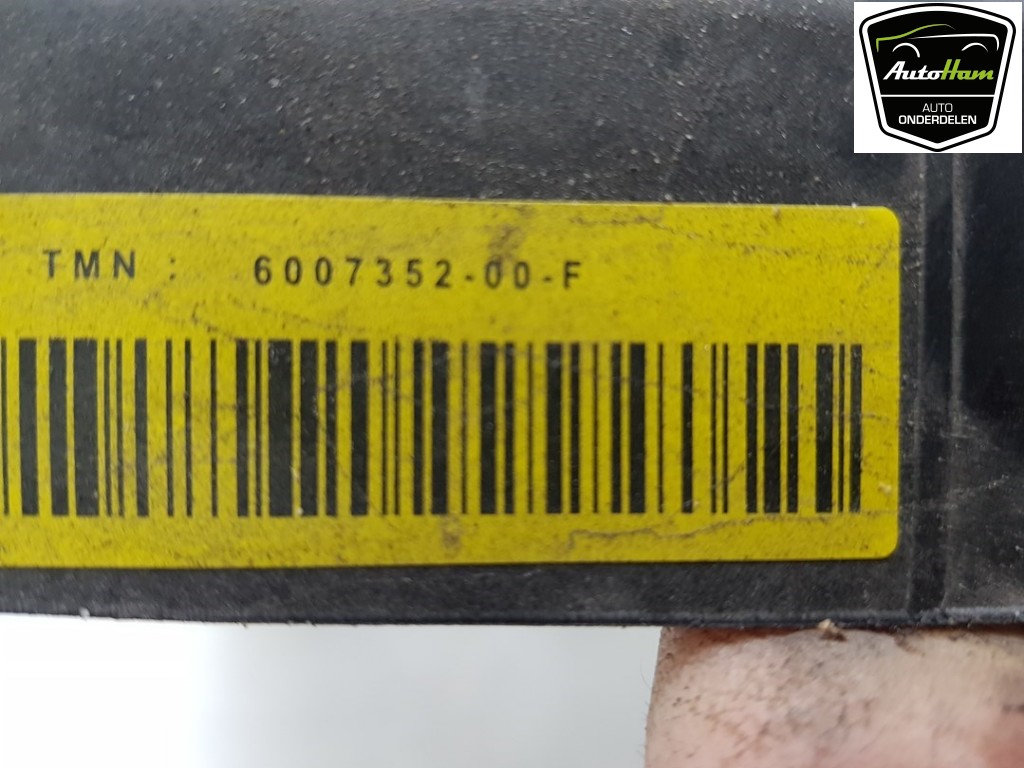 AutoHam
AUTO
ONDERDELEN
TMN : 6007352-00-F